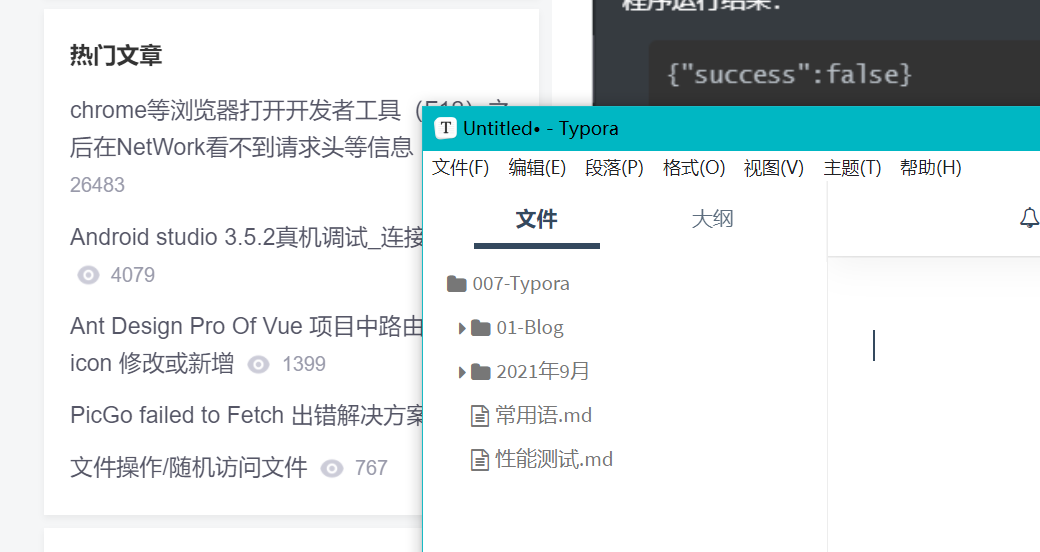 热门文章
chrome等浏览器打开开发者工具
后在NetWork看不到请求头等信息
26483
Android studio 3.5.2真机调试_连接
4079
Ant Design Pro Of Vue 项目中路由
icon 修改或新增 1399
PicGo failed to Fetch 出错解决方案
文件操作/随机访问文件 767
程序运行结果:
{"success":false}
T Untitled• - Typora
文件(F) 编辑(E) 段落(P) 格式(O) 视图(V) 主题(T) 帮助(H)
文件 大纲
007-Typora
01-Blog
2021年9月
常用语.md
性能测试.md